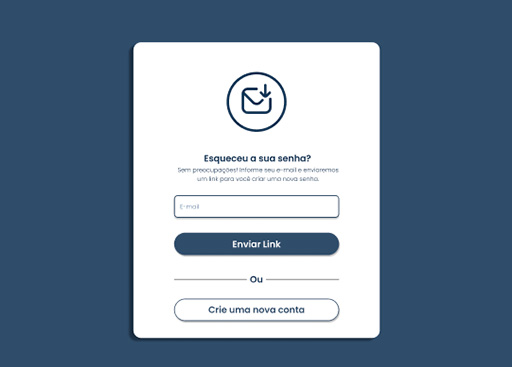 Esqueceu a sua senha?
Sem preocupações! Informe seu e-mail e enviaremos
um link para você criar uma nova senha.
E-mail
Enviar Link
Ou
Crie uma nova conta